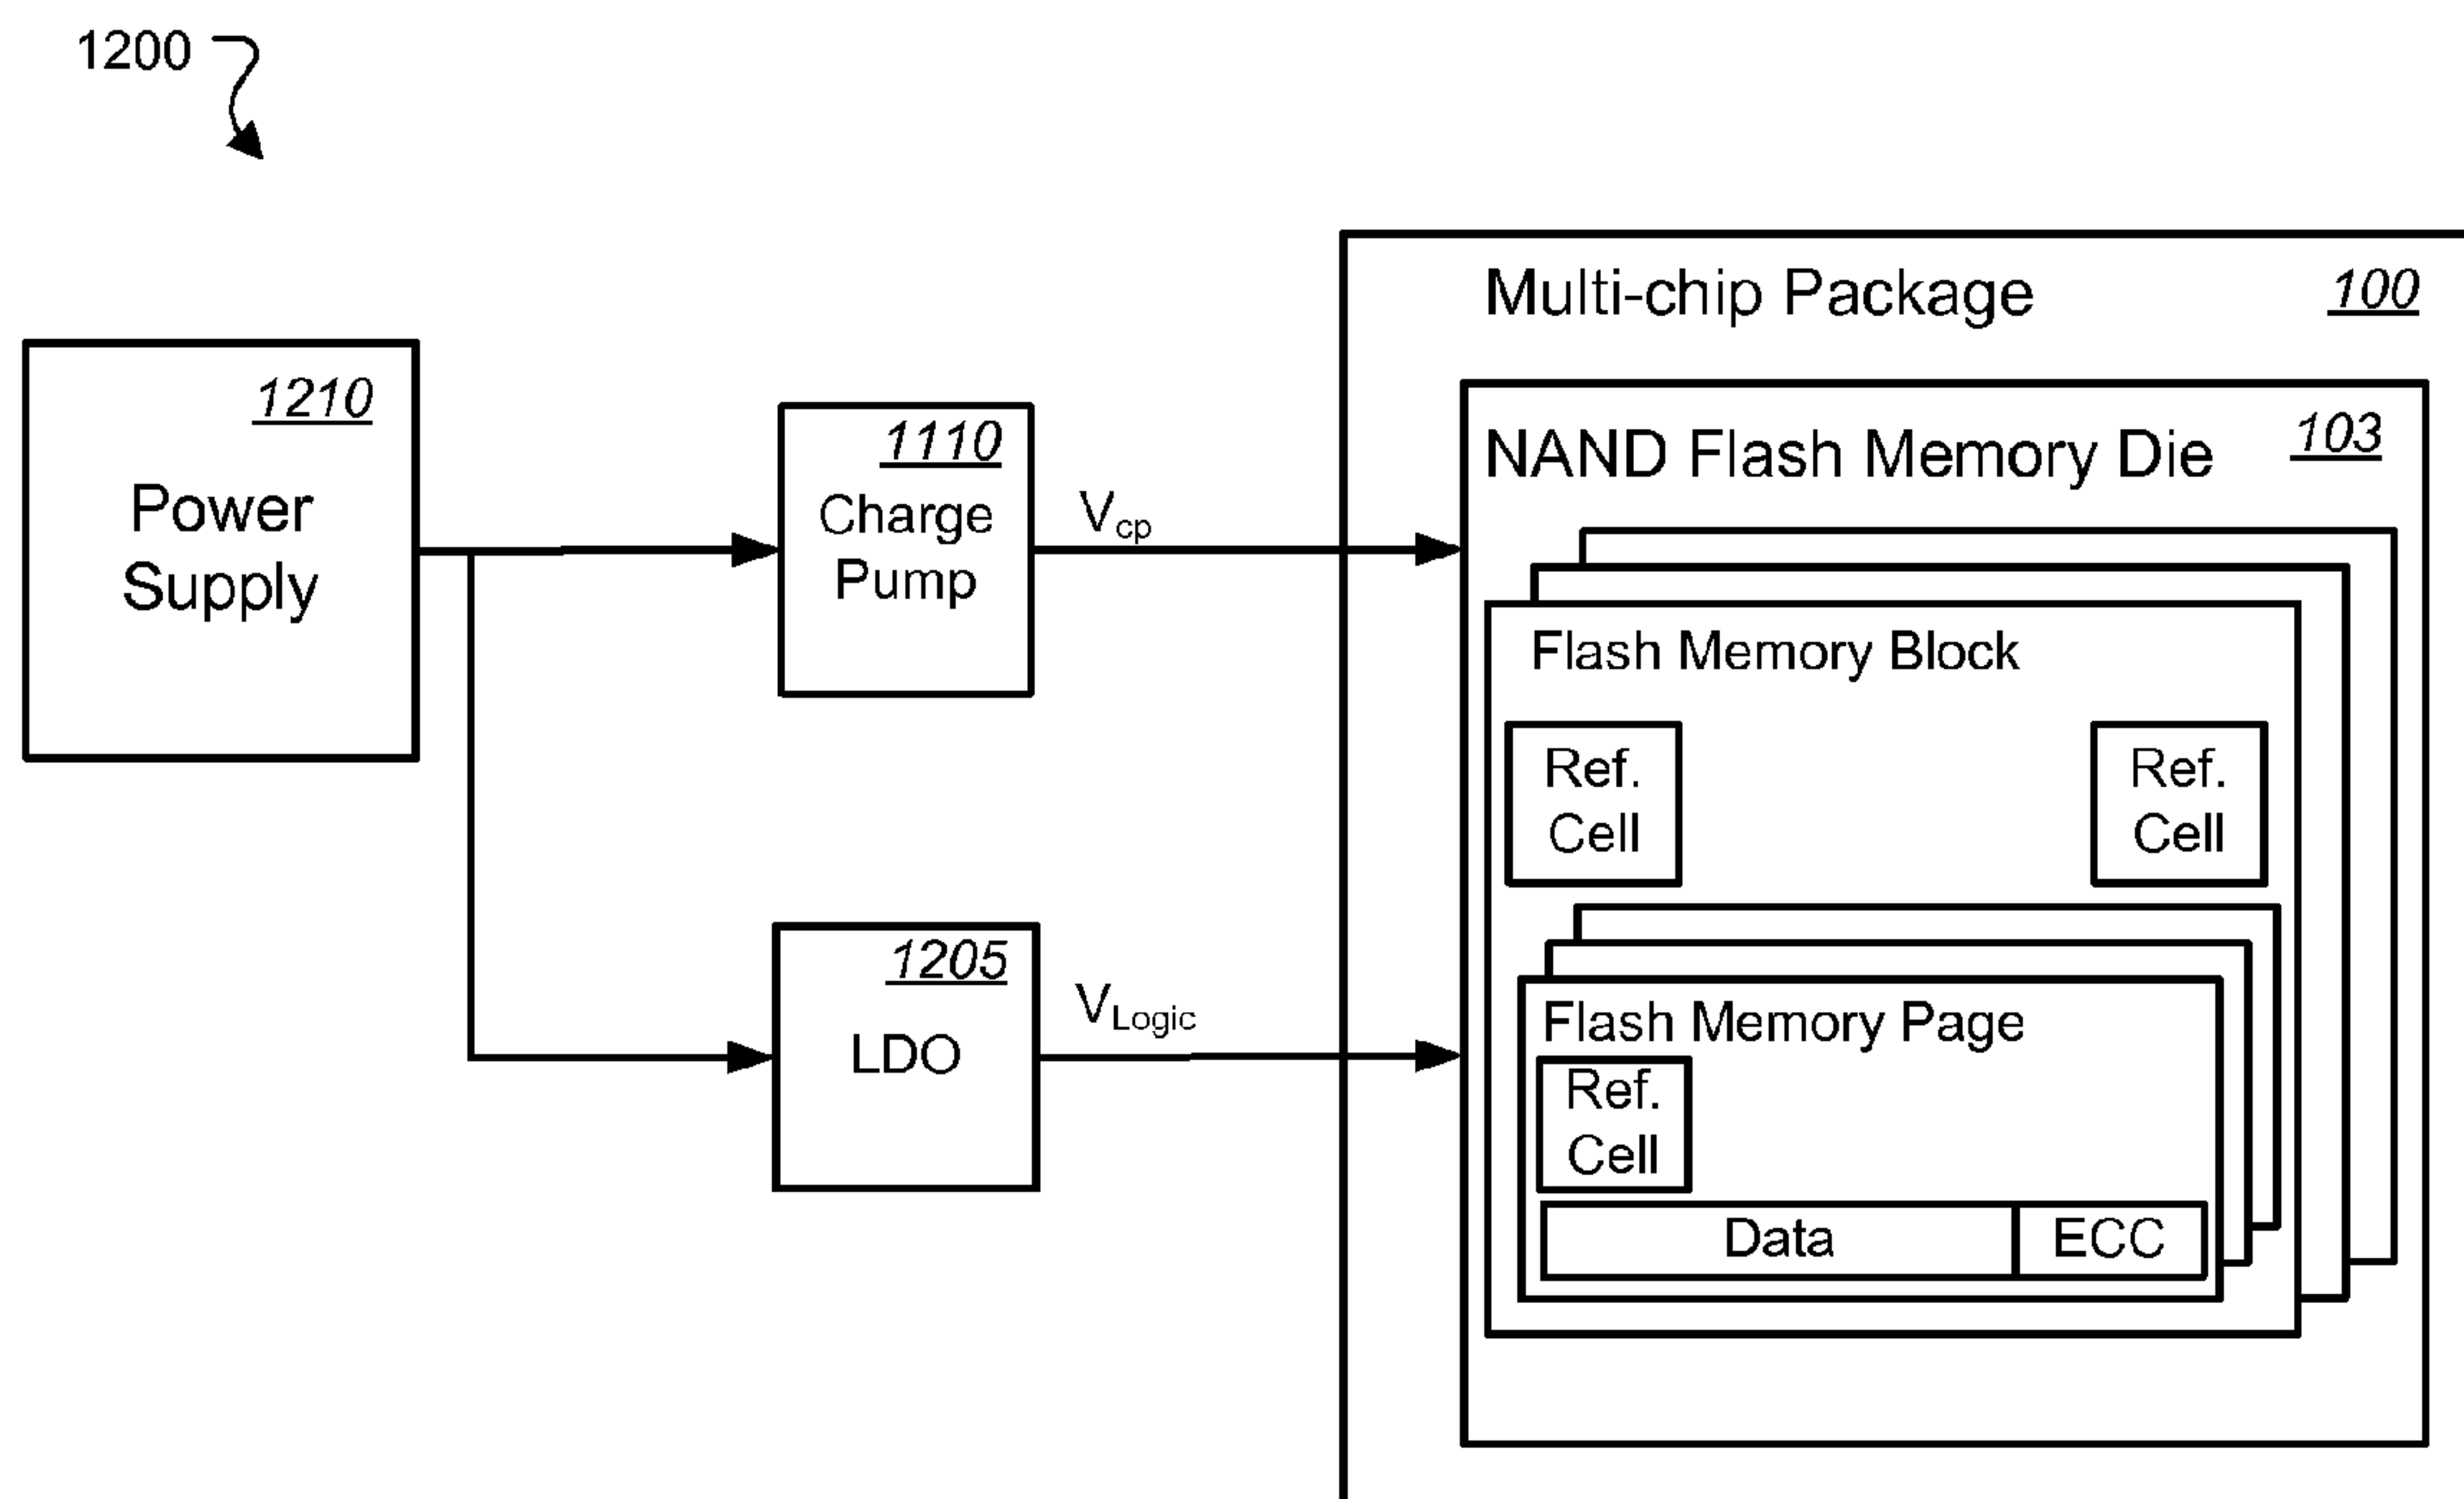 1200
Multi-chip Package 100
1210
Power
Supply
1110
Charge
Pump
Vcp
NAND Flash Memory Die 103
Flash Memory Block
Ref.
Cell
Ref.
Cell
1205
LDO
VLogic
Flash Memory Page
Ref.
Cell
Data ECC